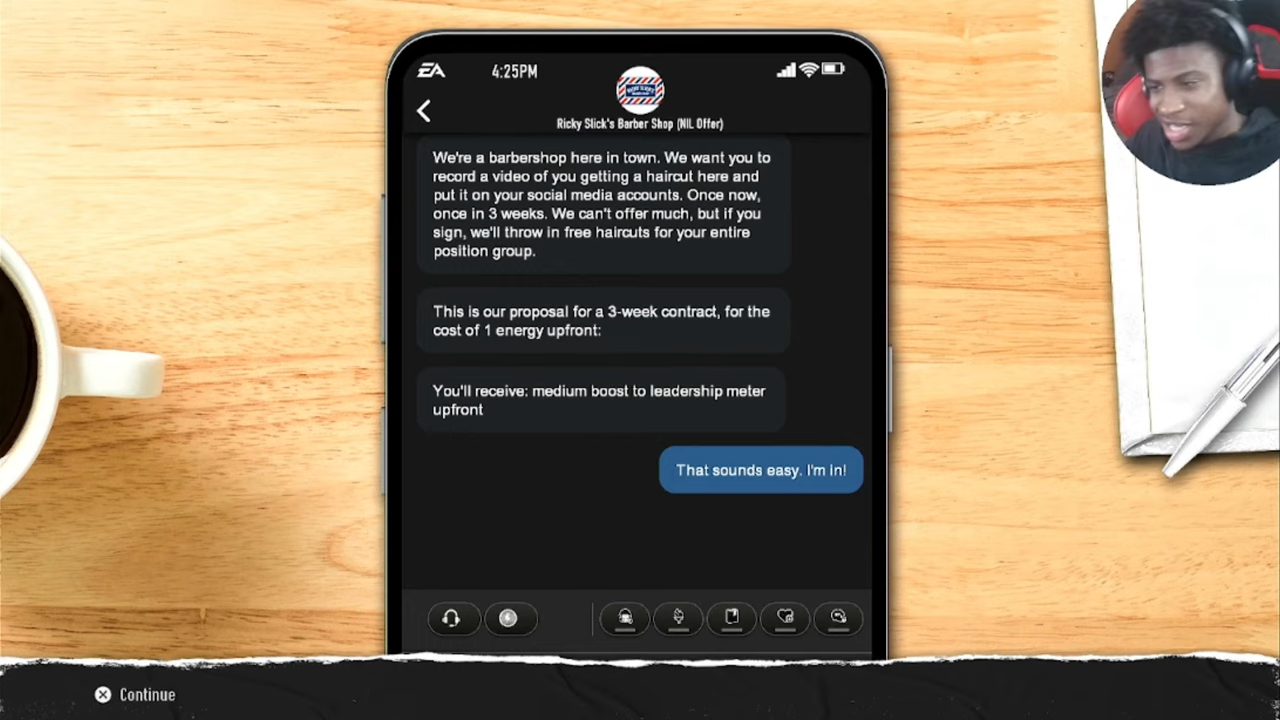 EA
4:25PM
Ricky Slick's Barber Shop (NIL Offer)
We're a barbershop here in town. We want you to
record a video of you getting a haircut here and
put it on your social media accounts. Once now,
once in 3 weeks. We can't offer much, but if you
sign, we'll throw in free haircuts for your entire
position group.
This is our proposal for a 3-week contract, for the
cost of 1 energy upfront:
You'll receive: medium boost to leadership meter
upfront
That sounds easy. I'm in!
Continue